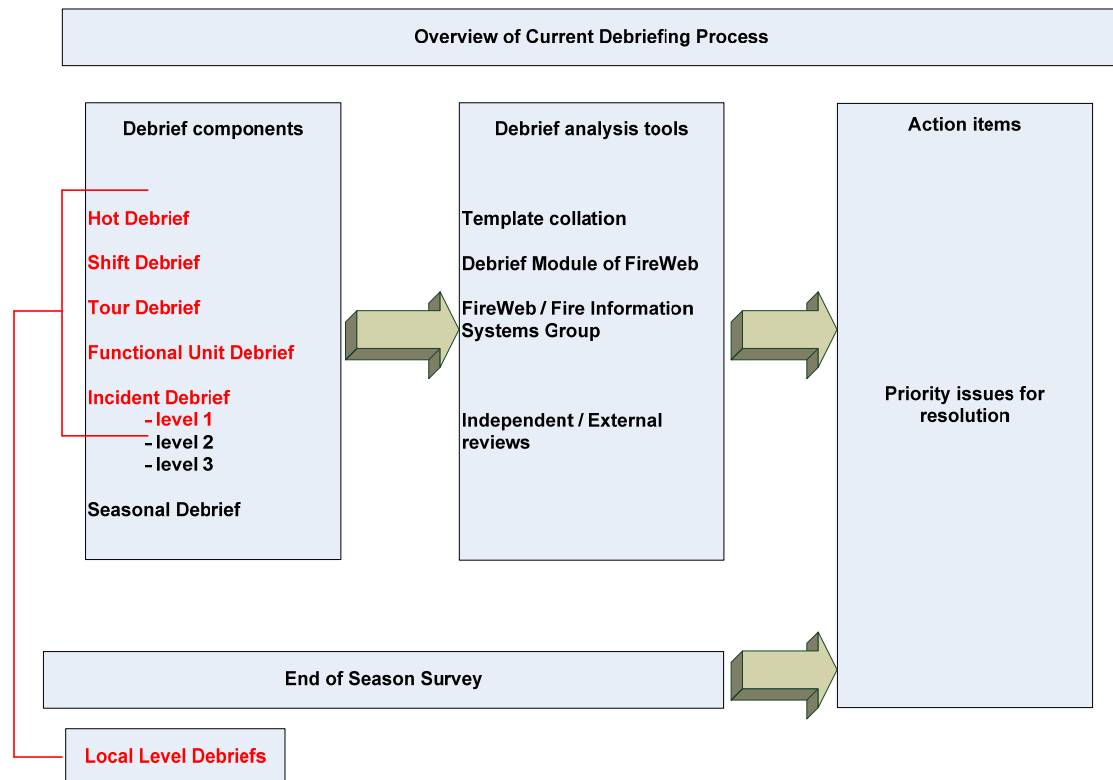 Overview of Current Debriefing Process
Debrief components
Hot Debrief
Shift Debrief
Tour Debrief
Functional Unit Debrief
Incident Debrief
- level 1
- level 2
- level 3
Seasonal Debrief
Debrief analysis tools
Template collation
Debrief Module of FireWeb
FireWeb / Fire Information
Systems Group
Independent / External
reviews
Action items
Priority issues for
resolution
End of Season Survey
Local Level Debriefs